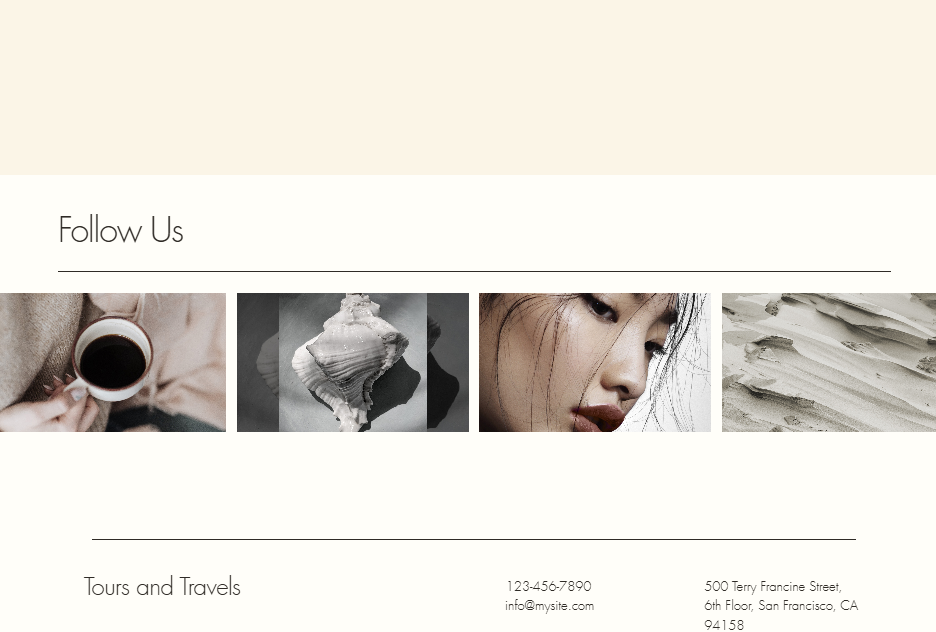 Follow Us
Tours and Travels
123-456-7890
info@mysite.com
500 Terry Francine Street,
6th Floor, San Francisco, CA
94158